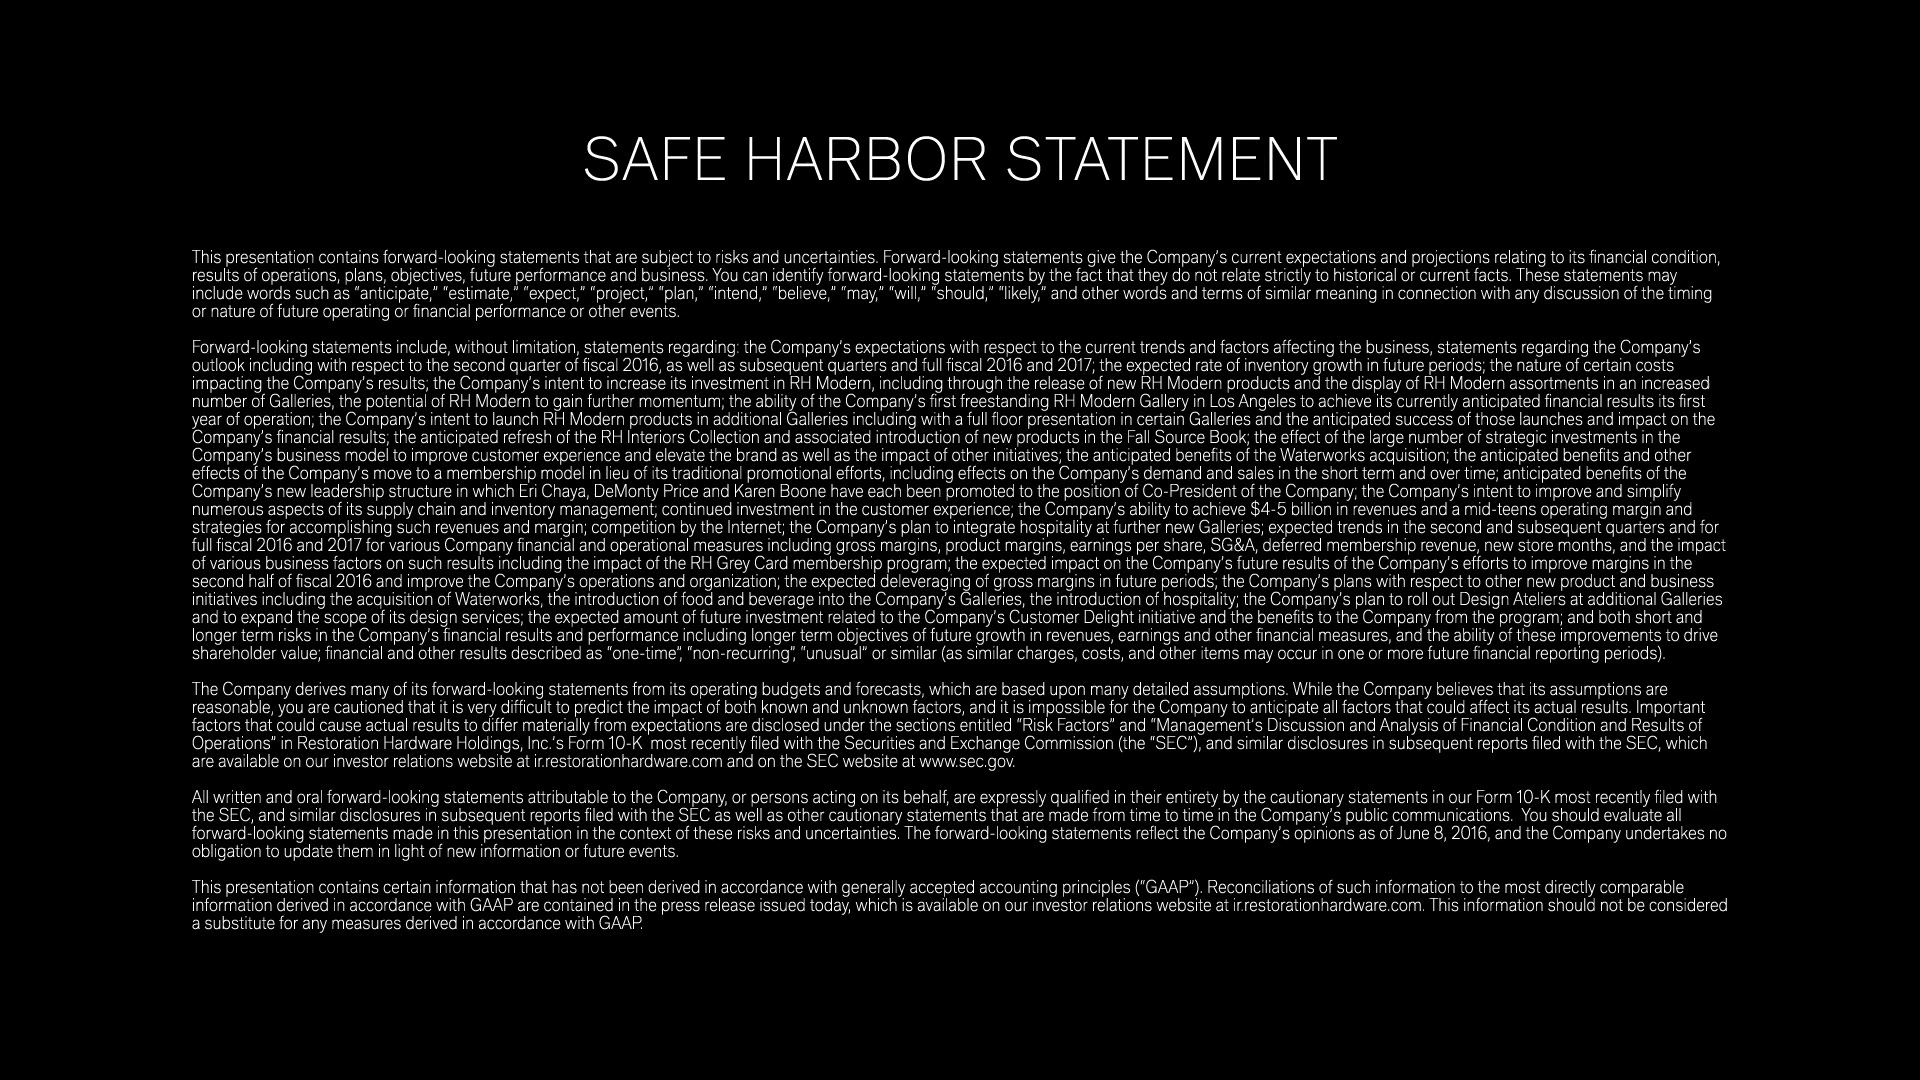 SAFE HARBOR STATEMENT
This presentation contains forward-looking statements that are subject to risks and uncertainties. Forward-looking statements give the Company's current expectations and projections relating to its financial condition,
results of operations, plans, objectives, future performance and business. You can identify forward-looking statements by the fact that they do not relate strictly to historical or current facts. These statements may
include words such as “anticipate,” “estimate,” “expect,” “project,” “plan,” “intend,” “believe,” “may,” “will,” “should,” “likely,” and other words and terms of similar meaning in connection with any discussion of the timing
or nature of future operating or financial performance or other events.
Forward-looking statements include, without limitation, statements regarding: the Company's expectations with respect to the current trends and factors affecting the business, statements regarding the Company's
outlook including with respect to the second quarter of fiscal 2016, as well as subsequent quarters and full fiscal 2016 and 2017; the expected rate of inventory growth in future periods; the nature of certain costs
impacting the Company's results; the Company's intent to increase its investment in RH Modern, including through the release of new RH Modern products and the display of RH Modern assortments in an increased
number of Galleries, the potential of RH Modern to gain further momentum; the ability of the Company's first freestanding RH Modern Gallery in Los Angeles to achieve its currently anticipated financial results its first
year of operation; the Company's intent to launch RH Modern products in additional Galleries including with a full floor presentation in certain Galleries and the anticipated success of those launches and impact on the
Company's financial results; the anticipated refresh of the RH Interiors Collection and associated introduction of new products in the Fall Source Book; the effect of the large number of strategic investments in the
Company's business model to improve customer experience and elevate the brand as well as the impact of other initiatives; the anticipated benefits of the Waterworks acquisition; the anticipated benefits and other
effects of the Company's move to a membership model in lieu of its traditional promotional efforts, including effects on the Company's demand and sales in the short term and over time; anticipated benefits of the
Company's new leadership structure in which Eri Chaya, DeMonty Price and Karen Boone have each been promoted to the position of Co-President of the Company; the Company's intent to improve and simplify
numerous aspects of its supply chain and inventory management; continued investment in the customer experience; the Company's ability to achieve $4-5 billion in revenues and a mid-teens operating margin and
strategies for accomplishing such revenues and margin; competition by the Internet; the Company's plan to integrate hospitality at further new Galleries; expected trends in the second and subsequent quarters and for
full fiscal 2016 and 2017 for various Company financial and operational measures including gross margins, product margins, earnings per share, SG&A, deferred membership revenue, new store months, and the impact
of various business factors on such results including the impact of the RH Grey Card membership program; the expected impact on the Company's future results of the Company's efforts to improve margins in the
second half of fiscal 2016 and improve the Company's operations and organization; the expected deleveraging of gross margins in future periods; the Company's plans with respect to other new product and business
initiatives including the acquisition of Waterworks, the introduction of food and beverage into the Company's Galleries, the introduction of hospitality; the Company's plan to roll out Design Ateliers at additional Galleries
and to expand the scope of its design services; the expected amount of future investment related to the Company's Customer Delight initiative and the benefits to the Company from the program; and both short and
longer term risks in the Company's financial results and performance including longer term objectives of future growth in revenues, earnings and other financial measures, and the ability of these improvements to drive
shareholder value; financial and other results described as “one-time”, “non-recurring”, “unusual” or similar (as similar charges, costs, and other items may occur in one or more future financial reporting periods).
The Company derives many of its forward-looking statements from its operating budgets and forecasts, which are based upon many detailed assumptions. While the Company believes that its assumptions are
reasonable, you are cautioned that it is very difficult to predict the impact of both known and unknown factors, and it is impossible for the Company to anticipate all factors that could affect its actual results. Important
factors that could cause actual results to differ materially from expectations are disclosed under the sections entitled “Risk Factors” and “Management's Discussion and Analysis of Financial Condition and Results of
Operations” in Restoration Hardware Holdings, Inc.'s Form 10-K  most recently filed with the Securities and Exchange Commission (the “SEC”), and similar disclosures in subsequent reports filed with the SEC, which
are available on our investor relations website at ir.restorationhardware.com and on the SEC website at www.sec.gov.
All written and oral forward-looking statements attributable to the Company, or persons acting on its behalf, are expressly qualified in their entirety by the cautionary statements in our Form 10-K most recently filed with
the SEC, and similar disclosures in subsequent reports filed with the SEC as well as other cautionary statements that are made from time to time in the Company's public communications.  You should evaluate all
forward-looking statements made in this presentation in the context of these risks and uncertainties. The forward-looking statements reflect the Company's opinions as of June 8, 2016, and the Company undertakes no
obligation to update them in light of new information or future events.
This presentation contains certain information that has not been derived in accordance with generally accepted accounting principles (“GAAP”). Reconciliations of such information to the most directly comparable
information derived in accordance with GAAP are contained in the press release issued today, which is available on our investor relations website at ir.restorationhardware.com. This information should not be considered
a substitute for any measures derived in accordance with GAAP.